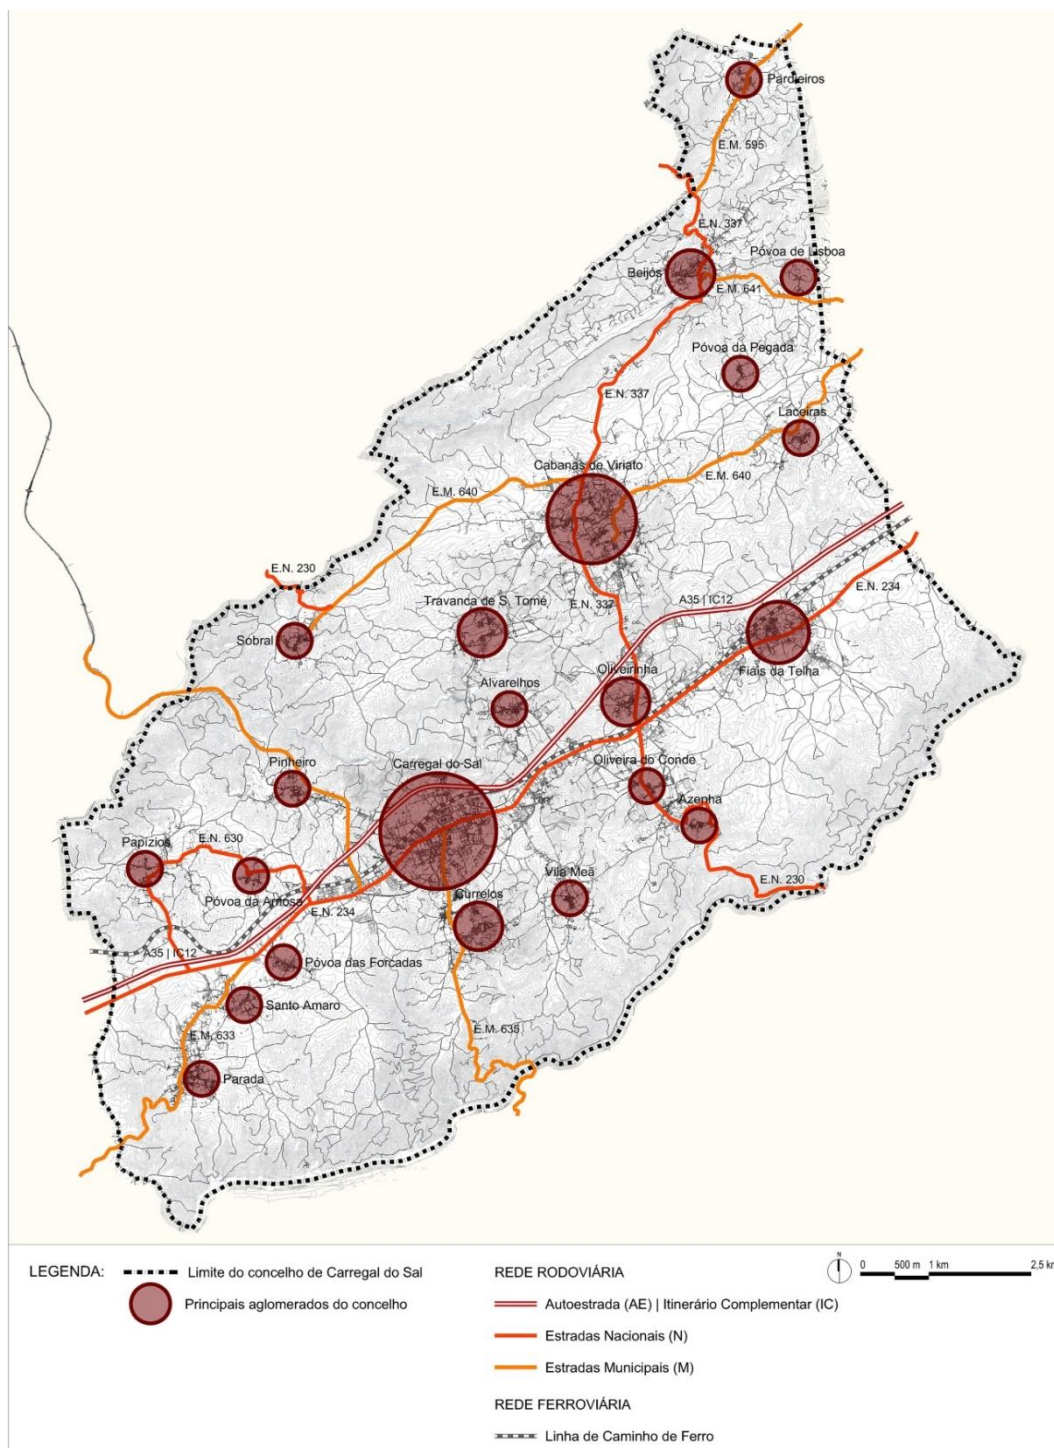 Pardieiros
E.M. 595
E.N. 337
Póvoa de Lisboa
Beijós
E.M. 641
Póvoa da Pegada
E.N. 337
Laceiras
Cabanas de Viriato
E.M. 640
E.M. 640
E.N. 230
E.N. 337
A35 | IC12
E.N. 234
Travanca de S. Tomé
Sobral
Oliveirinha
Fiais da Telha
Alvarelhos
Pinheiro
Carregal do Sal
Oliveira do Conde
Azenha
Papízios
E.N. 630
Vila Meã
E.N. 230
Póvoa da Arnosa
Currelos
E.N. 234
A35 | IC12
Póvoa das Forcadas
Santo Amaro
E.M. 633
E.M. 635
Parada
LEGENDA:
Limite do concelho de Carregal do Sal
Principais aglomerados do concelho
REDE RODOVIÁRIA
Autoestrada (AE) | Itinerário Complementar (IC)
Estradas Nacionais (N)
Estradas Municipais (M)
REDE FERROVIÁRIA
Linha de Caminho de Ferro
N
0 500 m 1 km 2,5 km